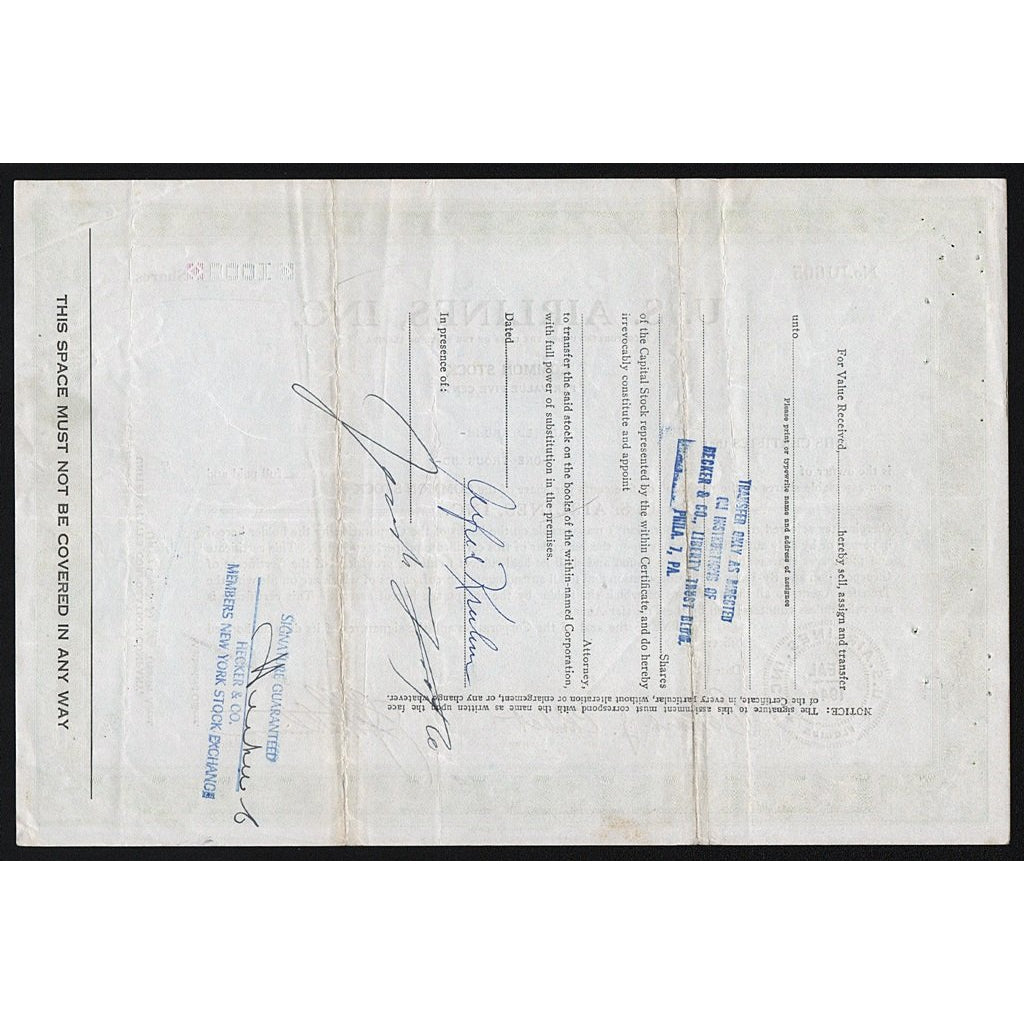 For Value Received, hereby sell, assign and transfer
unto
Please print or typewrite name and address of assignee
TRANSFER ONLY AS DIRECTED
ON INSTRUCTIONS OF
HECKER & CO., LIBERTY TRUST BLDG.
PHILA. 7, PA.
Shares
of the Capital Stock represented by the within Certificate, and do hereby
irrevocably constitute and appoint
Attorney,
to transfer the said stock on the books of the within-named Corporation,
with full power of substitution in the premises.
Dated
In presence of:
SIGNATURE GUARANTEED
HECKER & CO.
MEMBERS NEW YORK STOCK EXCHANGE
THIS SPACE MUST NOT BE COVERED IN ANY WAY
NOTICE: The signature to this assignment must correspond with the name as written upon the face
of the Certificate, in every particular, without alteration or enlargement, or any change whatever.
U.S. AIRLINES, INC.